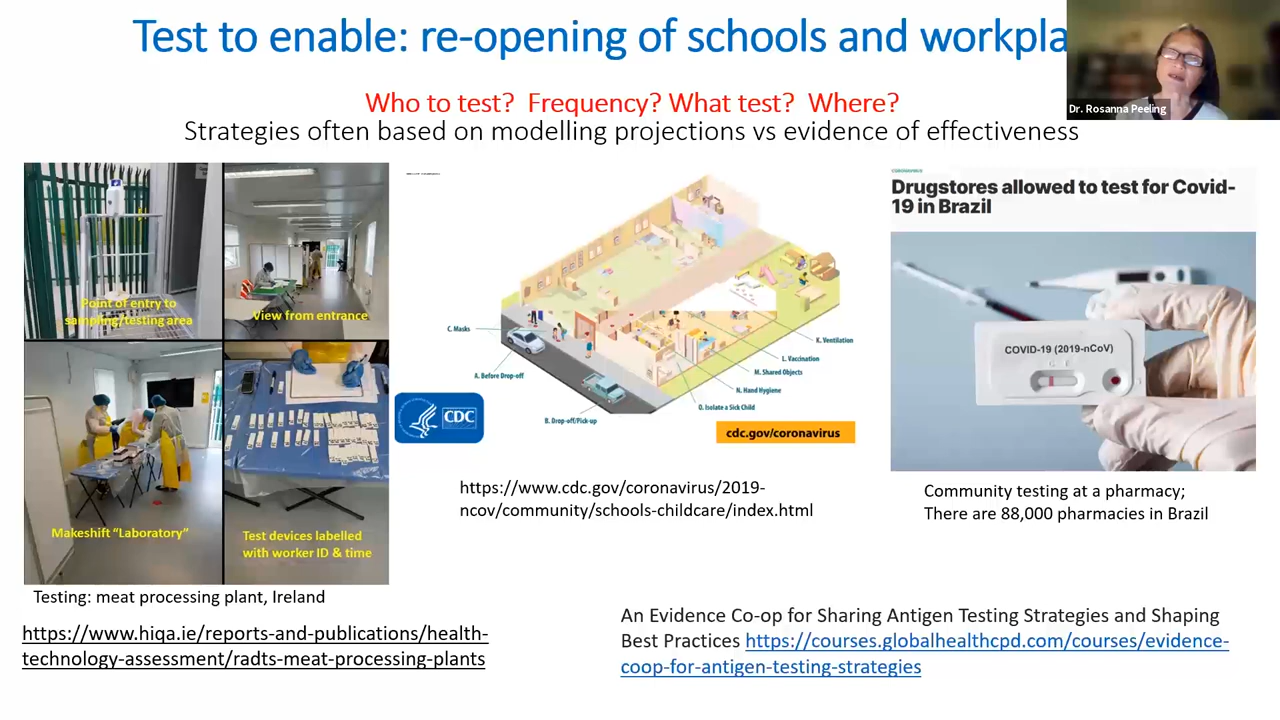 Test to enable: re-opening of schools and workpla
Dr. Rosanna Peeling
Who to test? Frequency? What test? Where?
Strategies often based on modelling projections vs evidence of effectiveness
Point of entry to
sampling/testing area
View from entrance
Makeshift “Laboratory”
Test devices labelled
with worker ID & time
Testing: meat processing plant, Ireland
https://www.hiqa.ie/reports-and-publications/health-
technology-assessment/radts-meat-processing-plants
C. Masks
A. Before Drop-off
B. Drop-off/Pick-up
K. Ventilation
L. Vaccination
M. Shared Objects
N. Hand Hygiene
O. Isolate a Sick Child
CDC
cdc.gov/coronavirus
https://www.cdc.gov/coronavirus/2019-
ncov/community/schools-childcare/index.html
CORONAVIRUS
Drugstores allowed to test for Covid-
19 in Brazil
COVID-19 (2019-nCoV)
Community testing at a pharmacy;
There are 88,000 pharmacies in Brazil
An Evidence Co-op for Sharing Antigen Testing Strategies and Shaping
Best Practices https://courses.globalhealthcpd.com/courses/evidence-
coop-for-antigen-testing-strategies